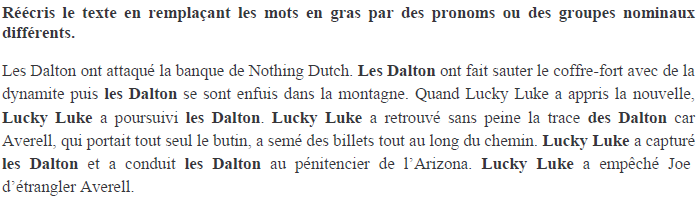 Réécris le texte en remplaçant les mots en gras par des pronoms ou des groupes nominaux
différents.
Les Dalton ont attaqué la banque de Nothing Dutch. Les Dalton ont fait sauter le coffre-fort avec de la
dynamite puis les Dalton se sont enfuis dans la montagne. Quand Lucky Luke a appris la nouvelle,
Lucky Luke a poursuivi les Dalton. Lucky Luke a retrouvé sans peine la trace des Dalton car
Averell, qui portait tout seul le butin, a semé des billets tout au long du chemin. Lucky Luke a capturé
les Dalton et a conduit les Dalton au pénitencier de l’Arizona. Lucky Luke a empêché Joe
d’étrangler Averell.